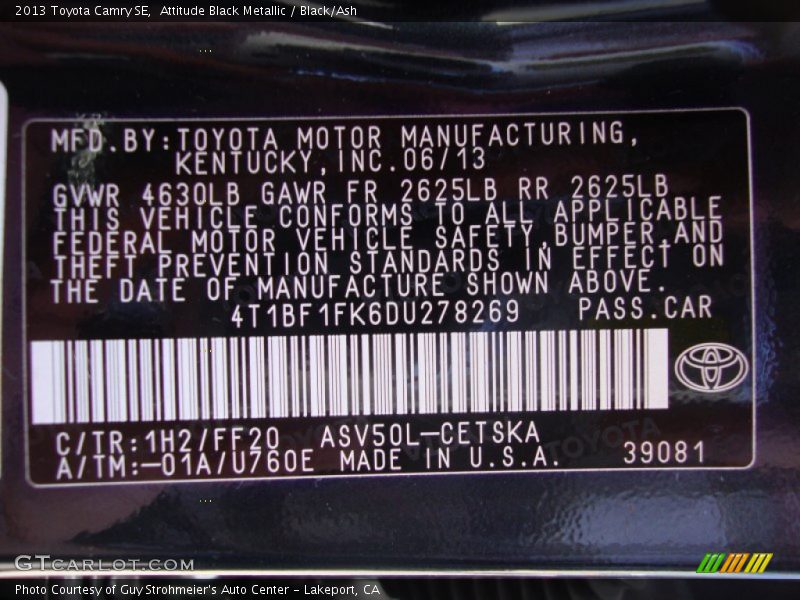 2013 Toyota Camry SE, Attitude Black Metallic / Black/Ash
MFD.BY:TOYOTA MOTOR MANUFACTURING,
KENTUCKY,INC.06/13
GVWR 4630LB GAWR FR 2625LB RR 2625LB
THIS VEHICLE CONFORMS TO ALL APPLICABLE
FEDERAL MOTOR VEHICLE SAFETY,BUMPER,AND
THEFT PREVENTION STANDARDS IN EFFECT ON
THE DATE OF MANUFACTURE SHOWN ABOVE.
4T1BF1FK6DU278269 PASS.CAR
C/TR:1H2/FF20 ASV50L-CETSKA
A/TM:-01A/U760E MADE IN U.S.A. 39081
GTCARLOT.COM
Photo Courtesy of Guy Strohmeier's Auto Center - Lakeport, CA